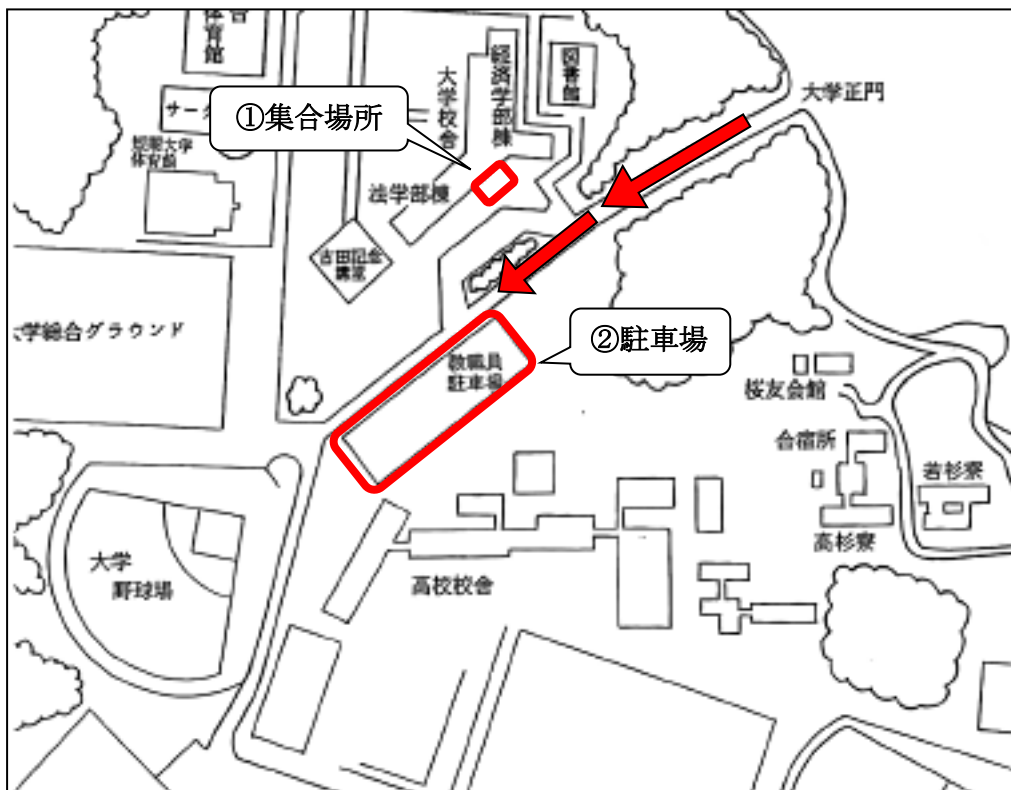 体育館
サーク
①集合場所
短期大学
体育館
大学校舎
経済学部棟
図書館
大学正門
法学部棟
吉田記念
講堂
大学総合グラウンド
②駐車場
教職員
駐車場
桜友会館
合宿所
若杉寮
高杉寮
大学
野球場
高校校舎